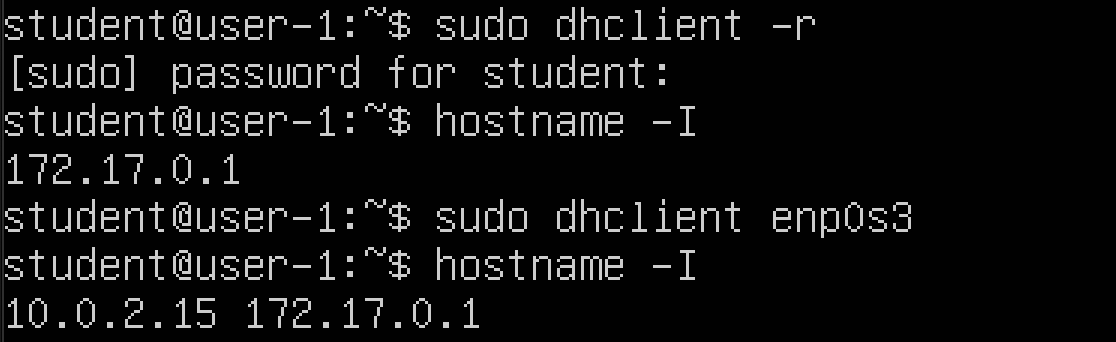 student@user-1:~$ sudo dhclient -r
[sudo] password for student:
student@user-1:~$ hostname -I
172.17.0.1
student@user-1:~$ sudo dhclient enp0s3
student@user-1:~$ hostname -I
10.0.2.15 172.17.0.1